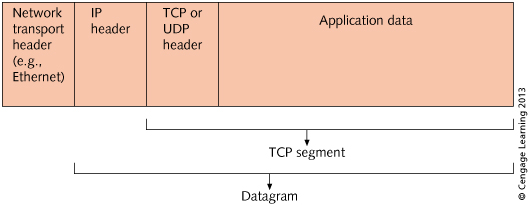 Network
transport
header
(e.g.,
Ethernet)
IP
header
TCP or
UDP
header
Application data
TCP segment
Datagram
© Cengage Learning 2013